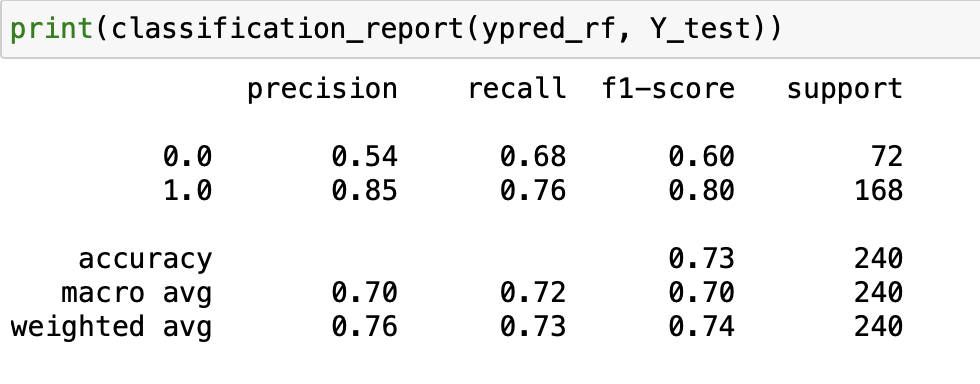 print(classification_report(ypred_rf, Y_test))
precision recall f1-score support
0.0 0.54 0.68 0.60 72
1.0 0.85 0.76 0.80 168
accuracy 0.73 240
macro avg 0.70 0.72 0.70 240
weighted avg 0.76 0.73 0.74 240